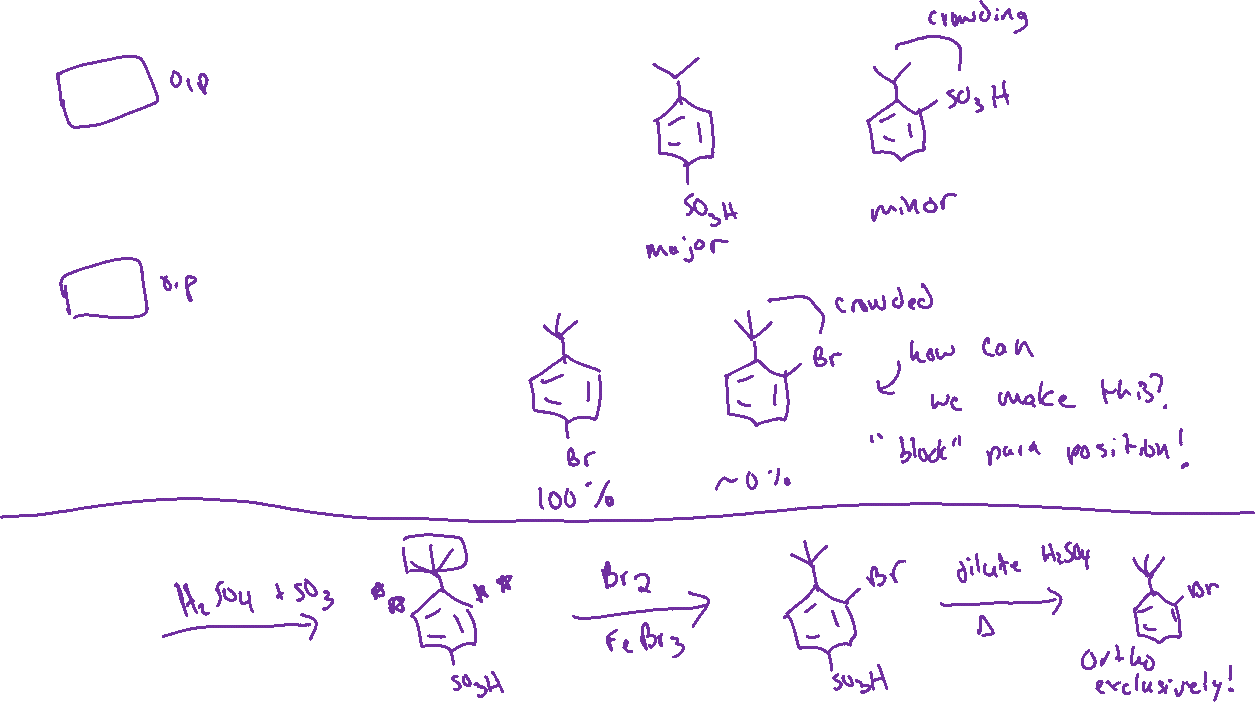 crowding
o,p
SO3H
SO3H
major
minor
o,p
crowded
Br
how can
we make this?
"block" para position!
Br
100%
~0%
H2SO4 + SO3
SO3H
Br2
FeBr3
Br
SO3H
dilute H2SO4
Δ
Br
Ortho
exclusively!